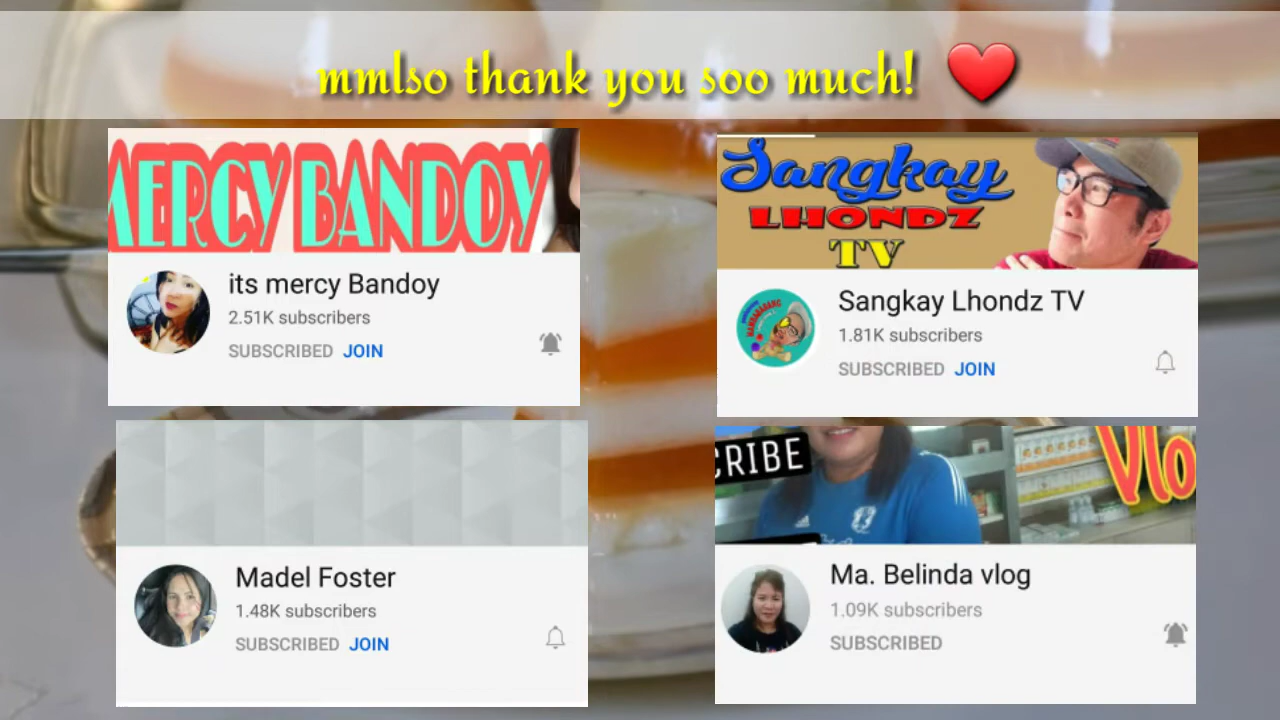 mmlso thank you soo much!
MERCY BANDOY
its mercy Bandoy
2.51K subscribers
SUBSCRIBED JOIN
Sangkay
LHONDZ
TV
Sangkay Lhondz TV
1.81K subscribers
SUBSCRIBED JOIN
Madel Foster
1.48K subscribers
SUBSCRIBED JOIN
CRIBE
Vlo
Ma. Belinda vlog
1.09K subscribers
SUBSCRIBED